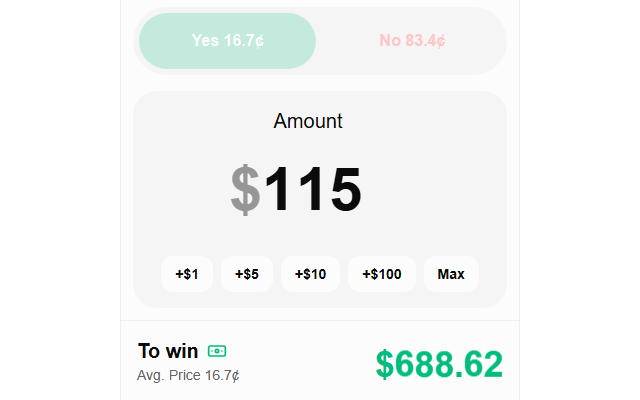 Yes 16.7¢ No 83.4¢
Amount
$115
+$1 +$5 +$10 +$100 Max
To win
Avg. Price 16.7¢
$688.62